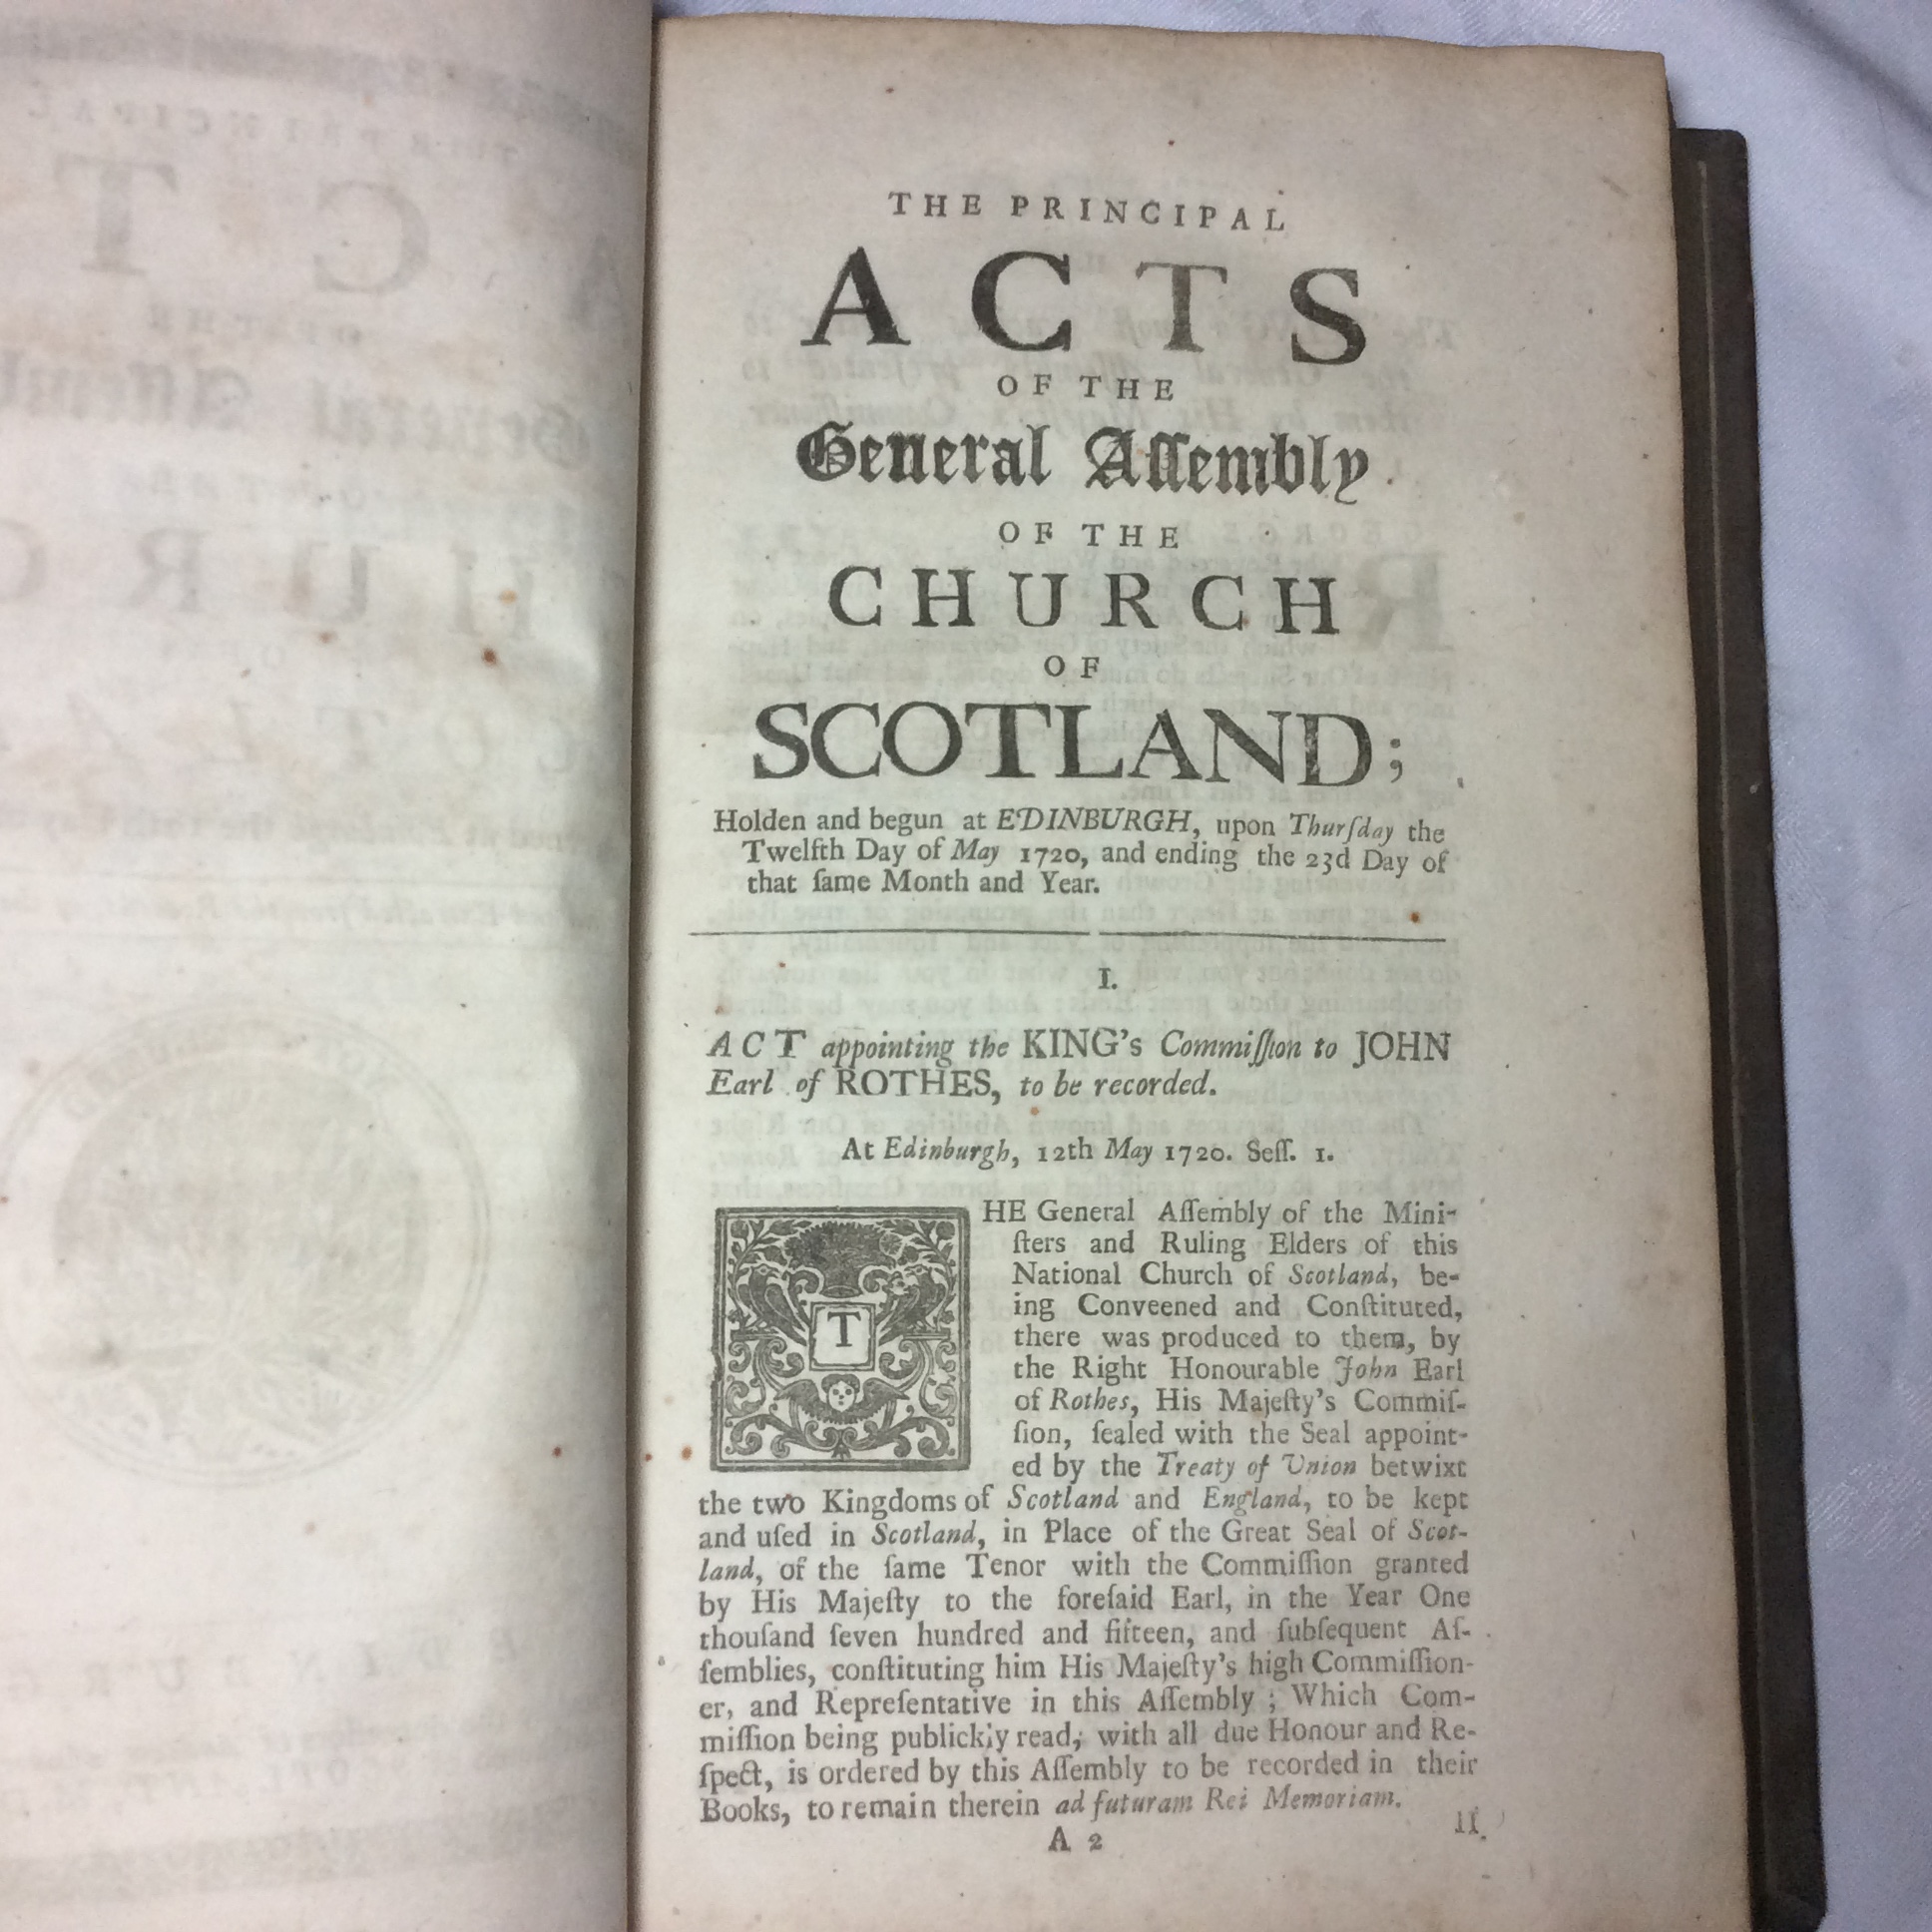 THE PRINCIPAL
ACTS
OF THE
General Aſſembly
OF THE
CHURCH
OF
SCOTLAND;
Holden and begun at EDINBURGH, upon Thurſday the
Twelfth Day of May 1720, and ending the 23d Day of
that ſame Month and Year.
I.
ACT appointing the KING's Commiſſion to JOHN
Earl of ROTHES, to be recorded.
At Edinburgh, 12th May 1720. Seſſ. 1.
THE General Aſſembly of the Mini-
ſters and Ruling Elders of this
National Church of Scotland, be-
ing Conveened and Conſtituted,
there was produced to them, by
the Right Honourable John Earl
of Rothes, His Majeſty's Commiſ-
ſion, ſealed with the Seal appoint-
ed by the Treaty of Union betwixt
the two Kingdoms of Scotland and England, to be kept
and uſed in Scotland, in Place of the Great Seal of Scot-
land, of the ſame Tenor with the Commiſſion granted
by His Majeſty to the foreſaid Earl, in the Year One
thouſand ſeven hundred and fifteen, and ſubſequent Aſ-
ſemblies, conſtituting him His Majeſty's high Commiſſion-
er, and Repreſentative in this Aſſembly; Which Com-
miſſion being publickly read, with all due Honour and Re-
ſpect, is ordered by this Aſſembly to be recorded in their
Books, to remain therein ad futuram Rei Memoriam.
A 2
II.